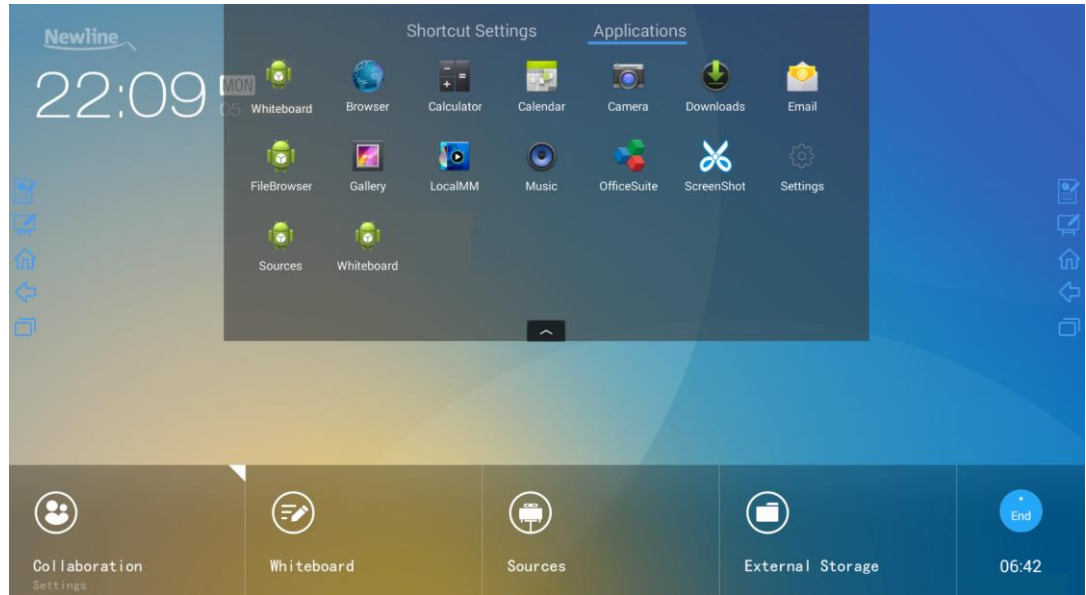 Newline
Shortcut Settings Applications
22:09 MON
05-
Whiteboard Browser Calculator Calendar Camera Downloads Email
FileBrowser Gallery LocalMM Music OfficeSuite ScreenShot Settings
Sources Whiteboard
End
Collaboration Whiteboard Sources External Storage 06:42
Settings